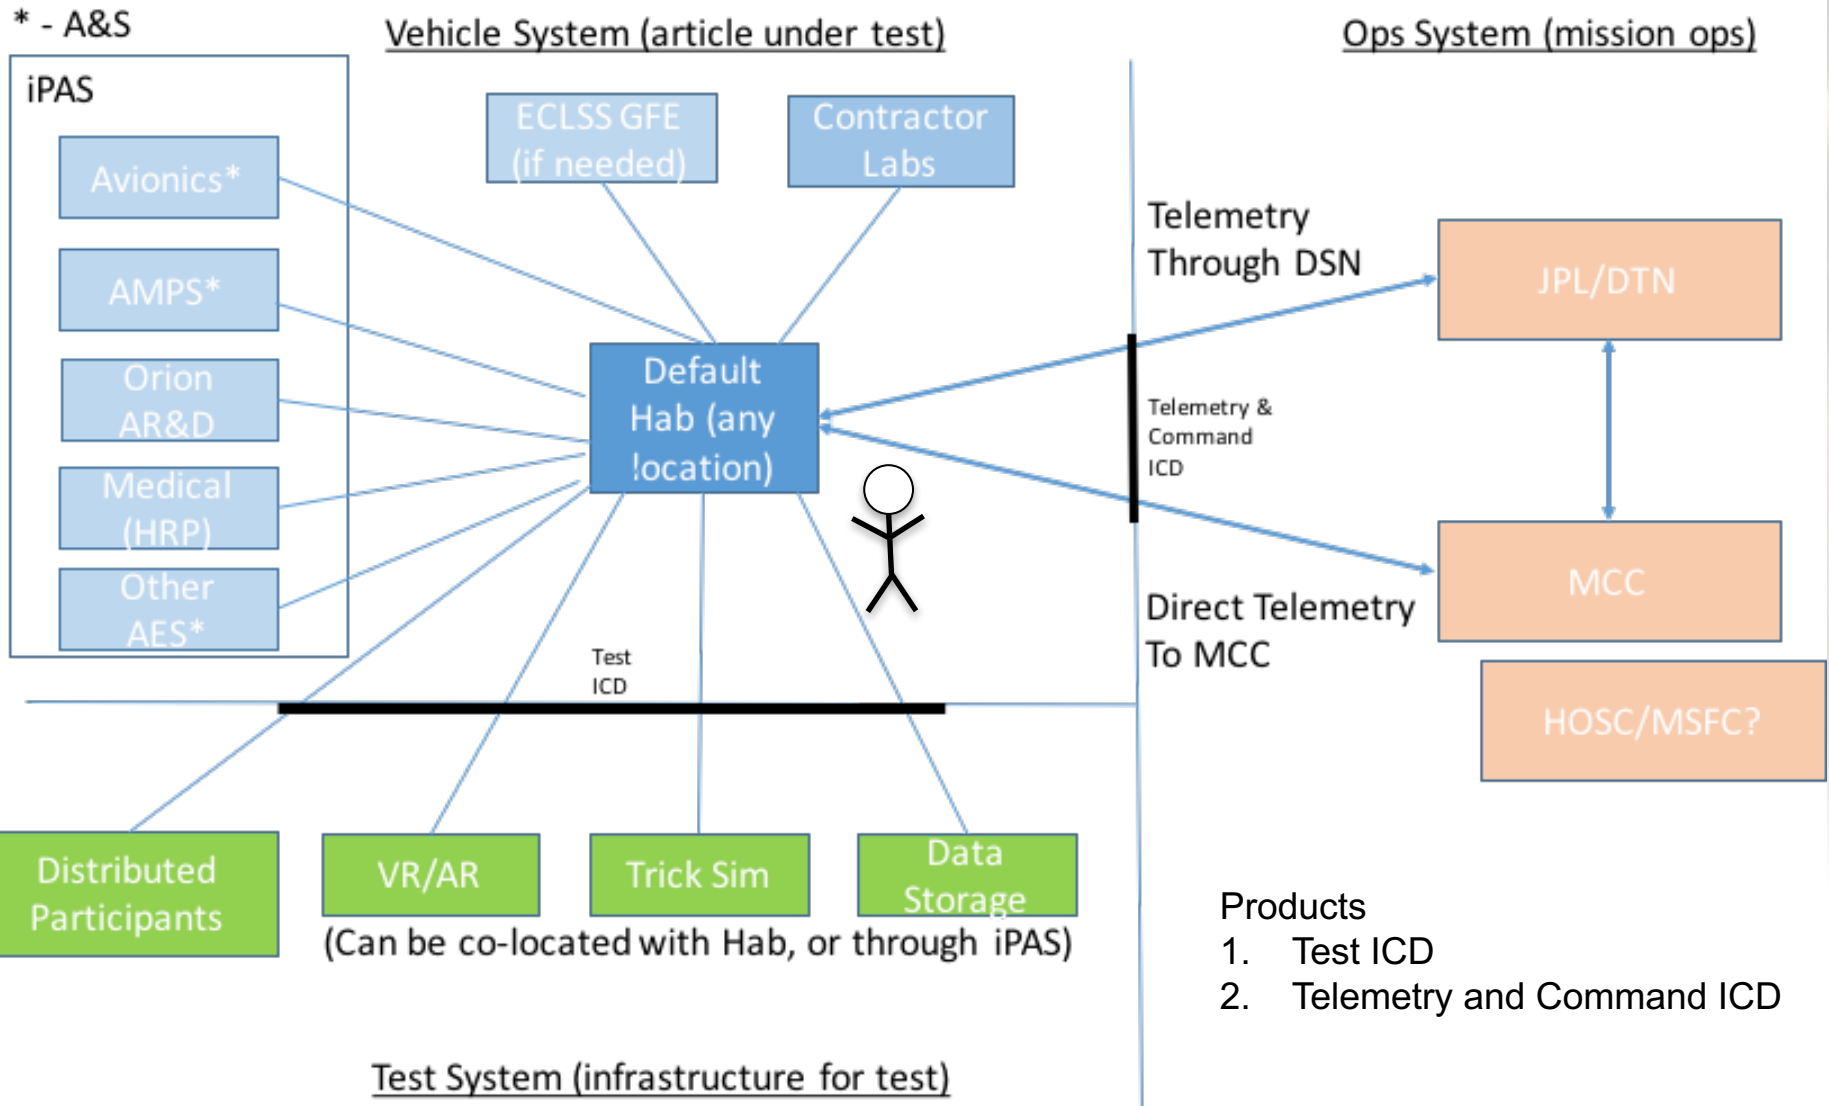 * - A&S
Vehicle System (article under test)
Ops System (mission ops)
iPAS
Avionics*
AMPS*
Orion
AR&D
Medical
(HRP)
Other
AES*
ECLSS GFE
(if needed)
Contractor
Labs
Default
Hab (any
location)
Telemetry
Through DSN
Telemetry &
Command
ICD
Direct Telemetry
To MCC
JPL/DTN
MCC
HOSC/MSFC?
Test
ICD
Distributed
Participants
VR/AR
Trick Sim
Data
Storage
(Can be co-located with Hab, or through iPAS)
Products
1. Test ICD
2. Telemetry and Command ICD
Test System (infrastructure for test)